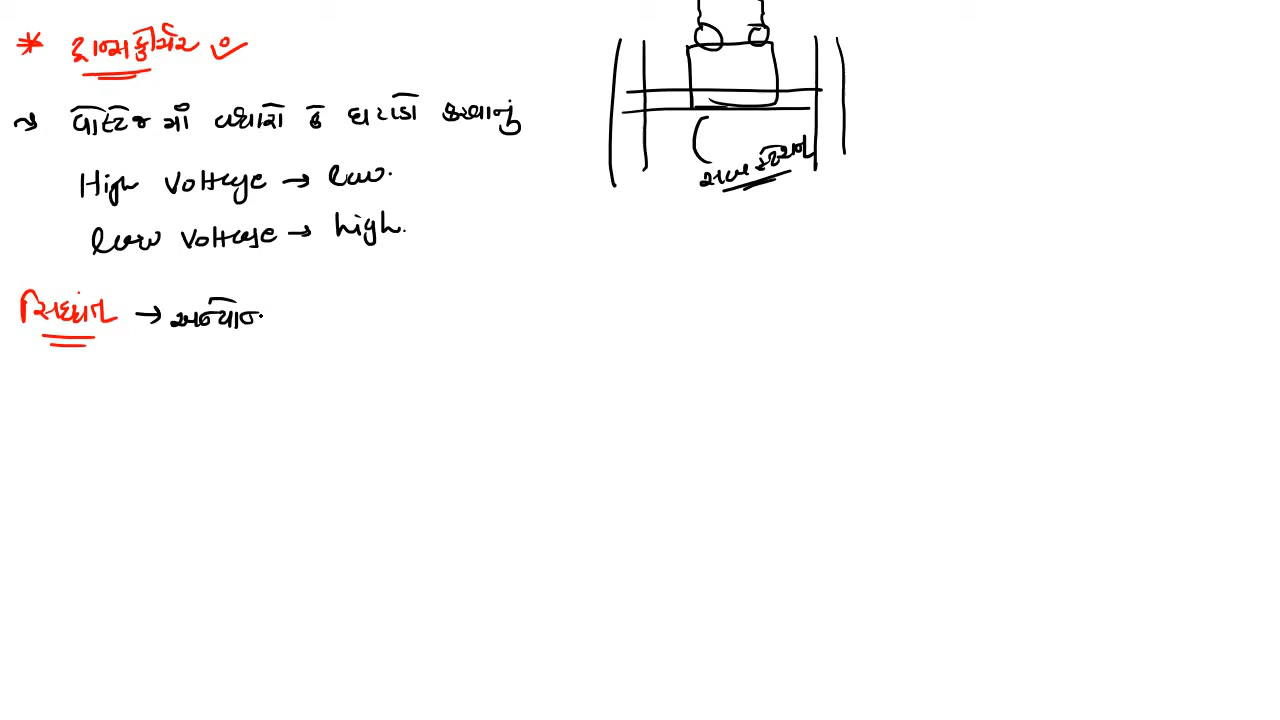 * ટ્રાન્સફોર્મર :
→ વોલ્ટેજ માં વધારો કે ઘટાડો કરવાનું
High voltage → low.
low voltage → high.
સિદ્ધાંત → અન્યોન્ય